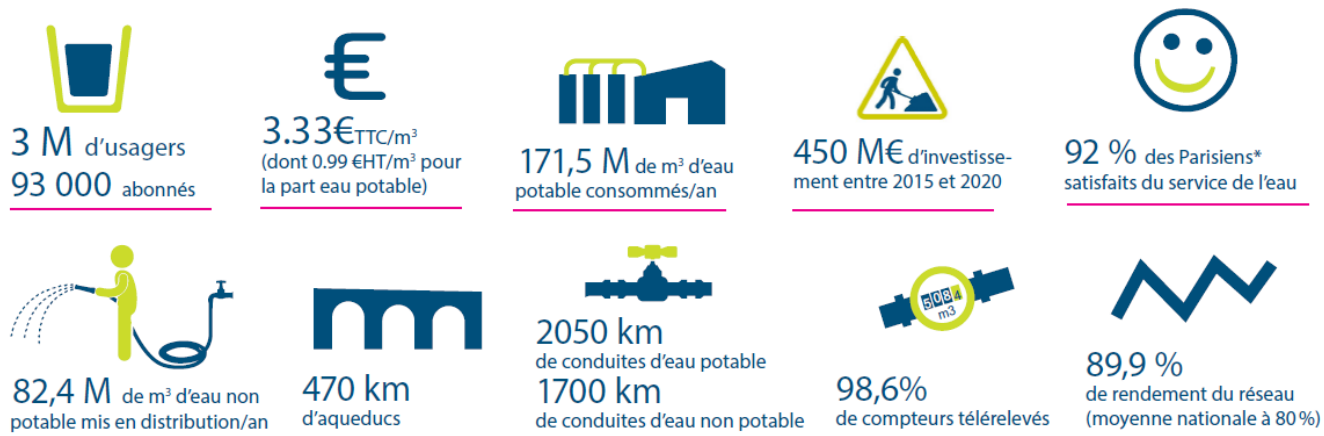 €
3 M d'usagers
93 000 abonnés
3.33€TTC/m³
(dont 0.99 €HT/m³ pour
la part eau potable)
171,5 M de m³ d'eau
potable consommés/an
450 M€ d'investisse-
ment entre 2015 et 2020
92 % des Parisiens*
satisfaits du service de l'eau
82,4 M de m³ d'eau non
potable mis en distribution/an
470 km
d'aqueducs
2050 km
de conduites d'eau potable
1700 km
de conduites d'eau non potable
5084
m3
98,6%
de compteurs télérelevés
89,9 %
de rendement du réseau
(moyenne nationale à 80 %)